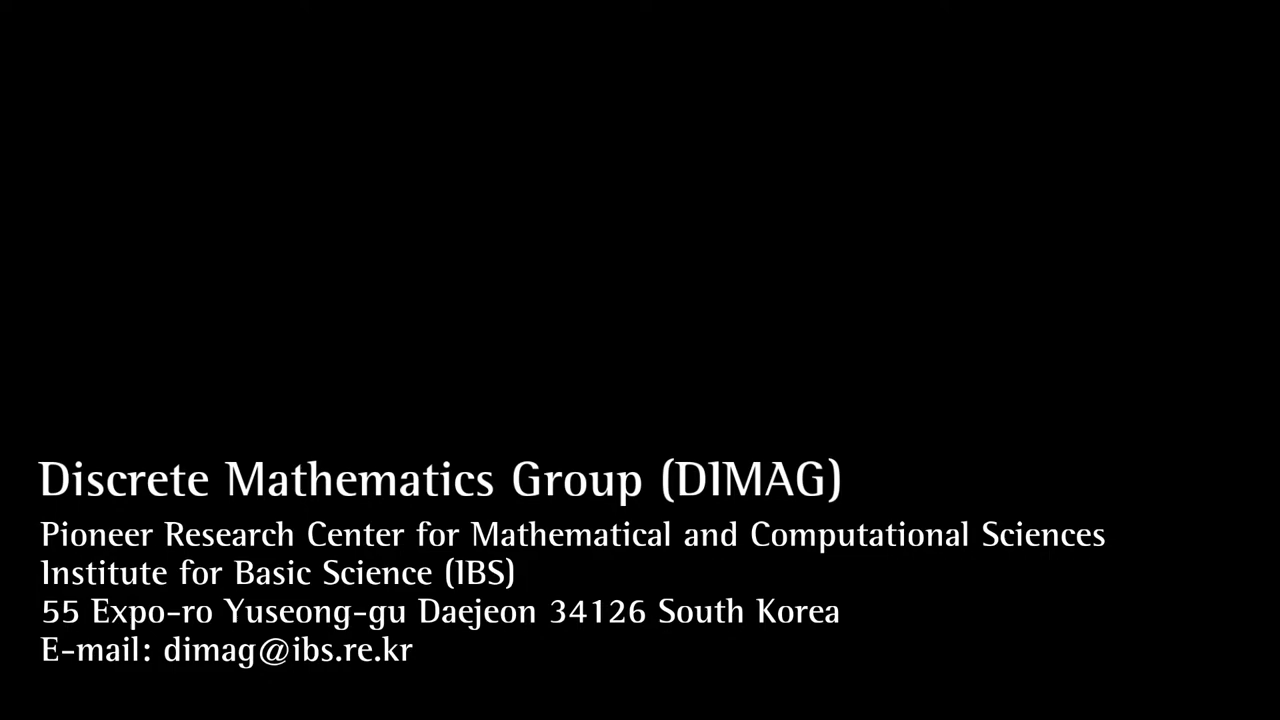 Discrete Mathematics Group (DIMAG)
Pioneer Research Center for Mathematical and Computational Sciences
Institute for Basic Science (IBS)
55 Expo-ro Yuseong-gu Daejeon 34126 South Korea
E-mail: dimag@ibs.re.kr